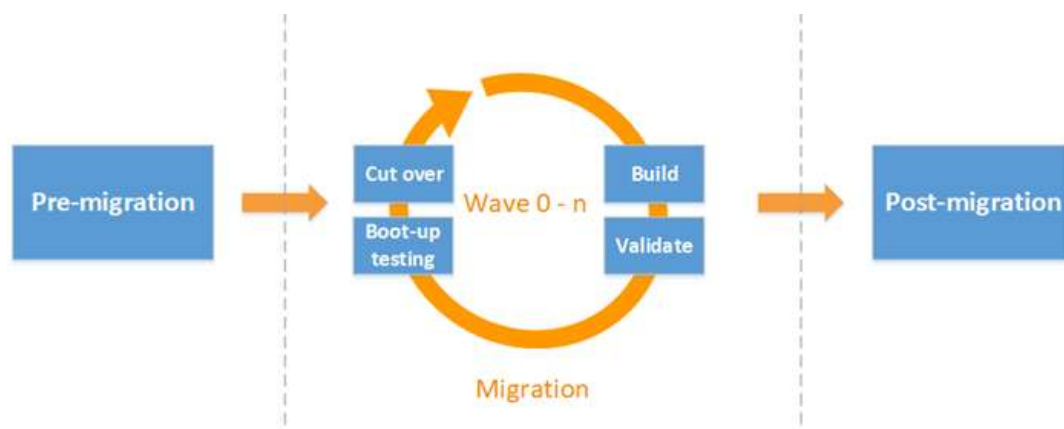 Pre-migration
Cut over
Boot-up
testing
Wave 0 - n
Build
Validate
Migration
Post-migration